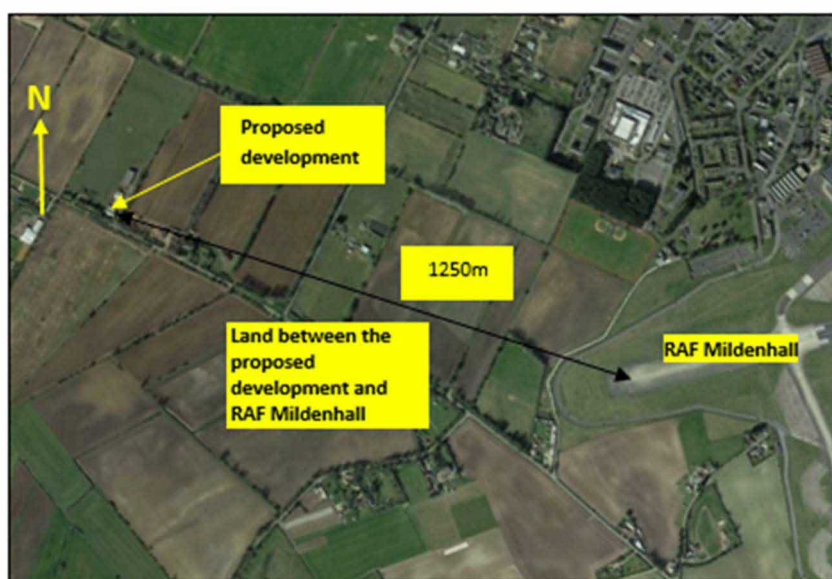 N
Proposed
development
1250m
Land between the
proposed
development and
RAF Mildenhall
RAF Mildenhall